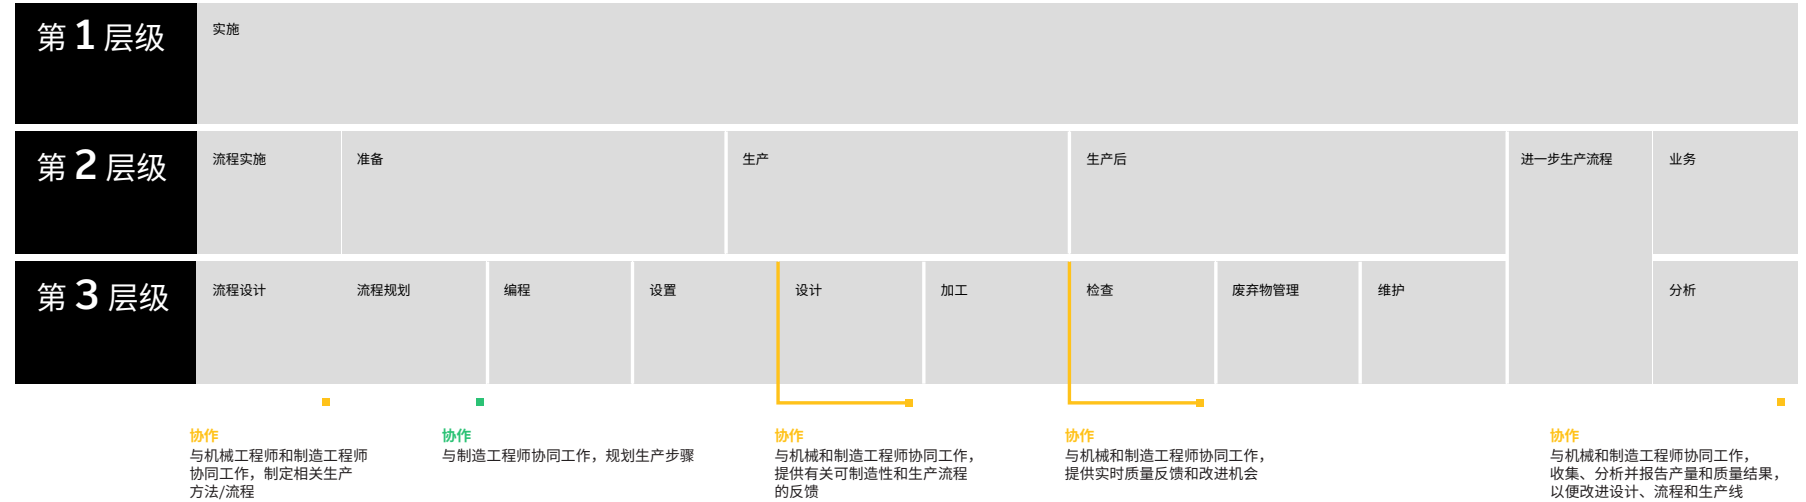 第 1 层级
实施
第 2 层级
流程实施
准备
生产
生产后
进一步生产流程
业务
第 3 层级
流程设计
流程规划
编程
设置
设计
加工
检查
废弃物管理
维护
分析
协作
与机械工程师和制造工程师
协同工作，制定相关生产
方法/流程
协作
与制造工程师协同工作，规划生产步骤
协作
与机械和制造工程师协同工作，
提供有关可制造性和生产流程
的反馈
协作
与机械和制造工程师协同工作，
提供实时质量反馈和改进机会
协作
与机械和制造工程师协同工作，
收集、分析并报告产量和质量结果，
以便改进设计、流程和生产线